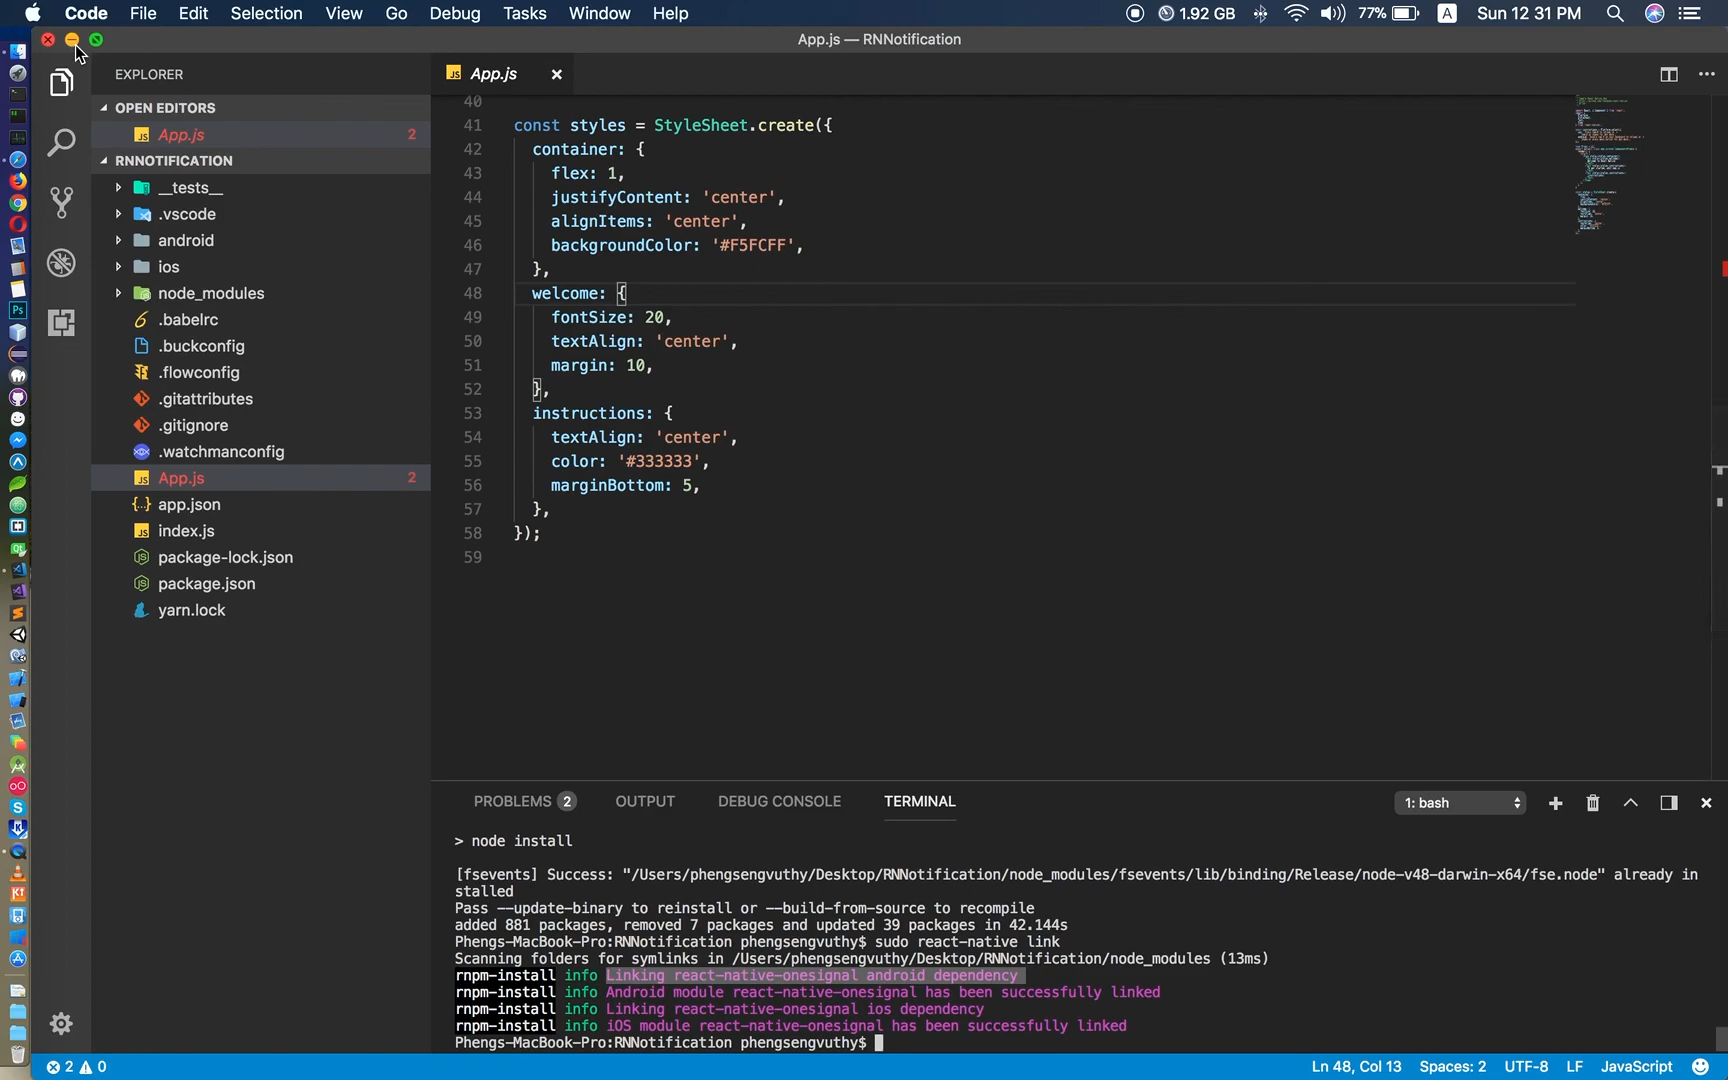 Code File Edit Selection View Go Debug Tasks Window Help 1.92 GB 77% A Sun 12 31 PM
App.js — RNNotification
EXPLORER
JS App.js
OPEN EDITORS
JS App.js 2
RNNOTIFICATION
__tests__
.vscode
android
ios
node_modules
.babelrc
.buckconfig
.flowconfig
.gitattributes
.gitignore
.watchmanconfig
JS App.js 2
app.json
JS index.js
package-lock.json
package.json
yarn.lock
40
41 const styles = StyleSheet.create({
42 container: {
43 flex: 1,
44 justifyContent: 'center',
45 alignItems: 'center',
46 backgroundColor: '#F5FCFF',
47 },
48 welcome: {
49 fontSize: 20,
50 textAlign: 'center',
51 margin: 10,
52 },
53 instructions: {
54 textAlign: 'center',
55 color: '#333333',
56 marginBottom: 5,
57 },
58 });
59
PROBLEMS 2 OUTPUT DEBUG CONSOLE TERMINAL 1: bash
> node install
[fsevents] Success: "/Users/phengsengvuthy/Desktop/RNNotification/node_modules/fsevents/lib/binding/Release/node-v48-darwin-x64/fse.node" already in
stalled
Pass --update-binary to reinstall or --build-from-source to recompile
added 881 packages, removed 7 packages and updated 39 packages in 42.144s
Phengs-MacBook-Pro:RNNotification phengsengvuthy$ sudo react-native link
Scanning folders for symlinks in /Users/phengsengvuthy/Desktop/RNNotification/node_modules (13ms)
rnpm-install info Linking react-native-onesignal android dependency
rnpm-install info Android module react-native-onesignal has been successfully linked
rnpm-install info Linking react-native-onesignal ios dependency
rnpm-install info iOS module react-native-onesignal has been successfully linked
Phengs-MacBook-Pro:RNNotification phengsengvuthy$
2 0 Ln 48, Col 13 Spaces: 2 UTF-8 LF JavaScript